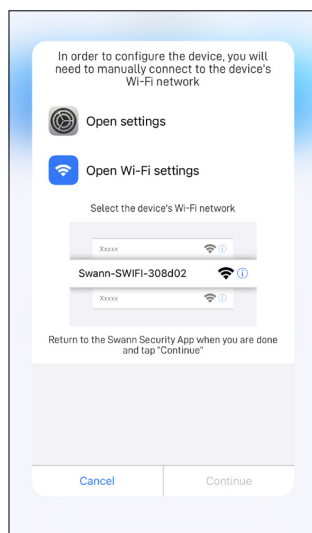 In order to configure the device, you will
need to manually connect to the device's
Wi-Fi network
Open settings
Open Wi-Fi settings
Select the device's Wi-Fi network
Xxxxx
Swann-SWIFI-308d02
Xxxxx
Return to the Swann Security App when you are done
and tap "Continue"
Cancel
Continue